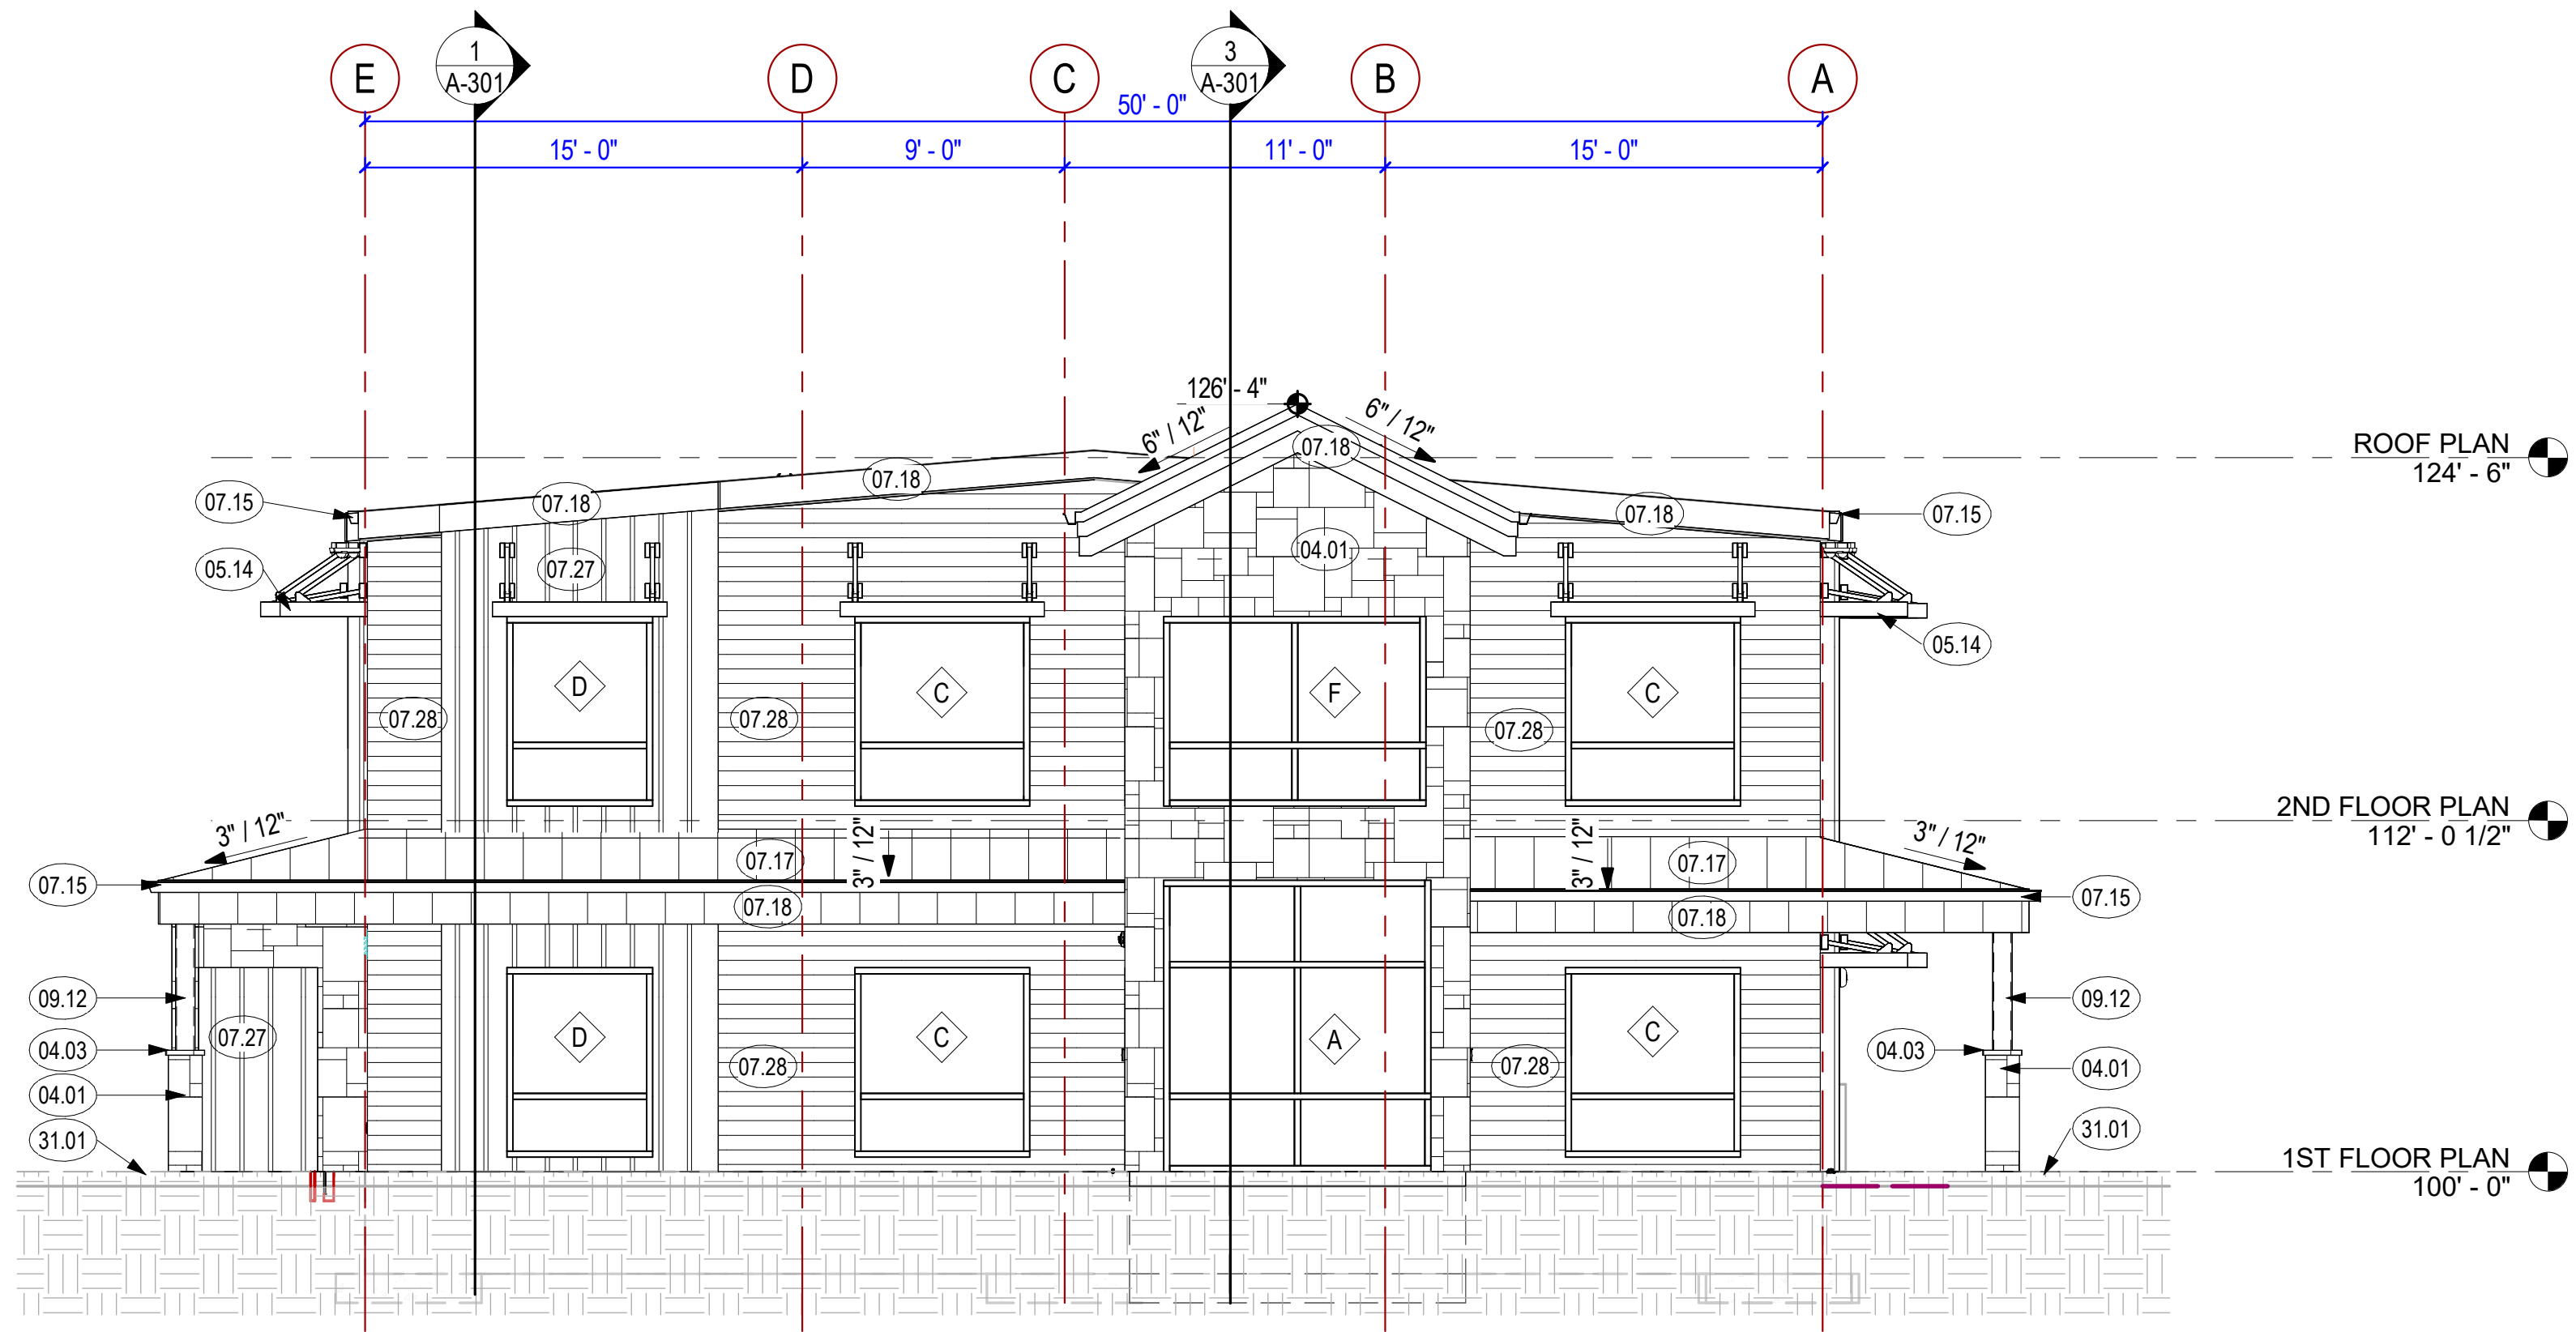 1
A-301
3
A-301
E
D
C
B
A
50' - 0"
15' - 0"
9' - 0"
11' - 0"
15' - 0"
126' - 4"
6" / 12"
6" / 12"
07.18
ROOF PLAN
124' - 6"
07.15
07.18
07.18
07.18
07.15
04.01
05.14
07.27
05.14
D
C
F
C
07.28
07.28
07.28
2ND FLOOR PLAN
112' - 0 1/2"
3" / 12"
3" / 12"
3" / 12"
3" / 12"
07.17
07.17
07.15
07.18
07.18
07.15
09.12
09.12
07.27
D
C
A
C
04.03
07.28
07.28
04.03
04.01
04.01
31.01
31.01
1ST FLOOR PLAN
100' - 0"